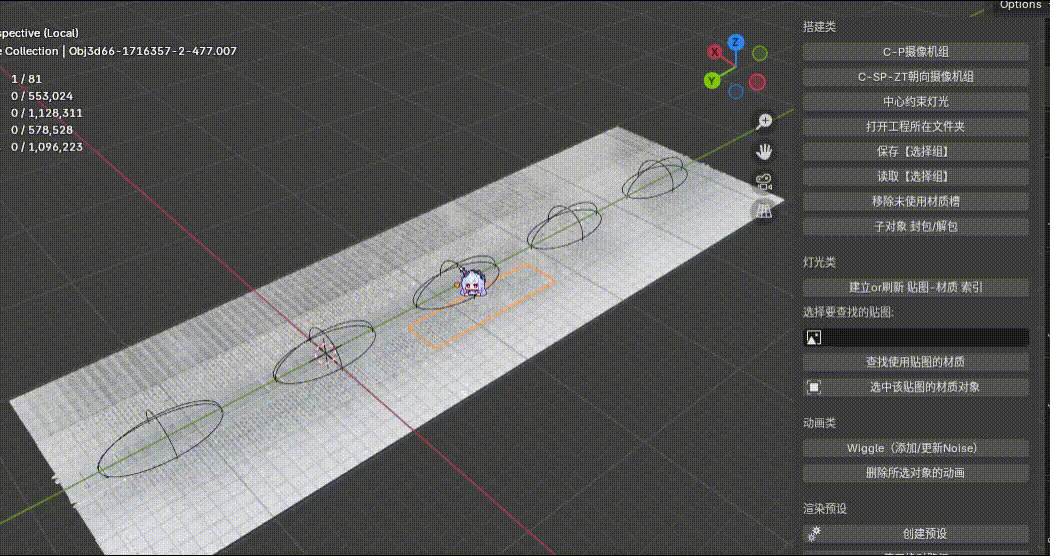 Options
spective (Local)
e Collection | Obj3d66-1716357-2-477.007
1 / 81
0 / 553,024
0 / 1,128,311
0 / 578,528
0 / 1,096,223
X
Y
Z
搭建类
C-P摄像机组
C-SP-ZT朝向摄像机组
中心约束灯光
打开工程所在文件夹
保存【选择组】
读取【选择组】
移除未使用材质槽
子对象 封包/解包
灯光类
建立or刷新 贴图-材质 索引
选择要查找的贴图:
查找使用贴图的材质
选中该贴图的材质对象
动画类
Wiggle（添加/更新Noise）
删除所选对象的动画
渲染预设
创建预设